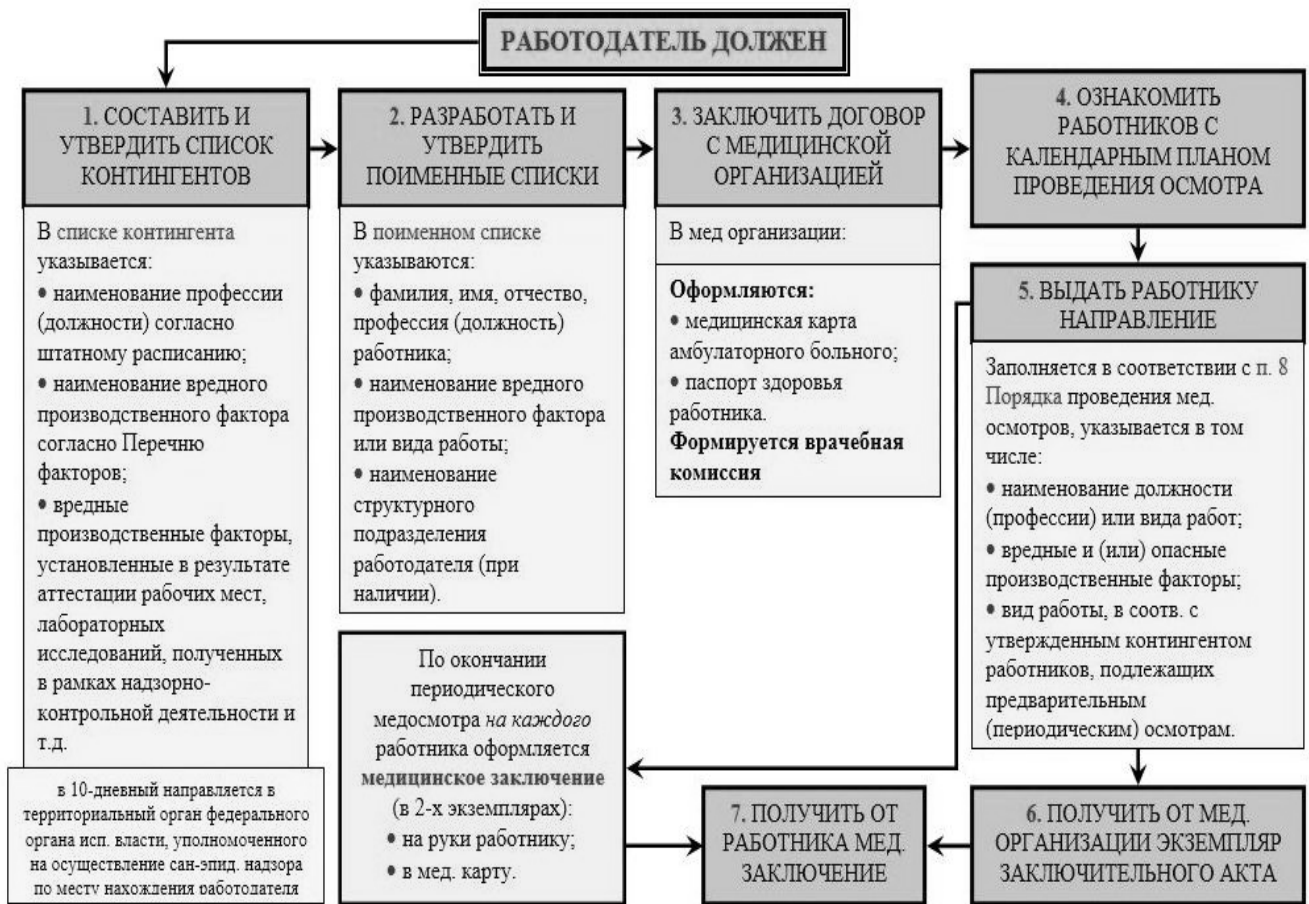 РАБОТОДАТЕЛЬ ДОЛЖЕН
1. СОСТАВИТЬ И
УТВЕРДИТЬ СПИСОК
КОНТИНГЕНТОВ
В списке контингента
указывается:
• наименование профессии
(должности) согласно
штатному расписанию;
• наименование вредного
производственного фактора
согласно Перечню
факторов;
• вредные
производственные факторы,
установленные в результате
аттестации рабочих мест,
лабораторных
исследований, полученных
в рамках надзорно-
контрольной деятельности и
т.д.
в 10-дневный направляется в
территориальный орган федерального
органа исп. власти, уполномоченного
на осуществление сан-эпид. надзора
по месту нахождения работодателя
2. РАЗРАБОТАТЬ И
УТВЕРДИТЬ
ПОИМЕННЫЕ СПИСКИ
В поименном списке
указываются:
• фамилия, имя, отчество,
профессия (должность)
работника;
• наименование вредного
производственного фактора
или вида работы;
• наименование
структурного
подразделения
работодателя (при
наличии).
3. ЗАКЛЮЧИТЬ ДОГОВОР
С МЕДИЦИНСКОЙ
ОРГАНИЗАЦИЕЙ
В мед организации:
Оформляются:
• медицинская карта
амбулаторного больного;
• паспорт здоровья
работника.
Формируется врачебная
комиссия
4. ОЗНАКОМИТЬ
РАБОТНИКОВ С
КАЛЕНДАРНЫМ ПЛАНОМ
ПРОВЕДЕНИЯ ОСМОТРА
5. ВЫДАТЬ РАБОТНИКУ
НАПРАВЛЕНИЕ
Заполняется в соответствии с п. 8
Порядка проведения мед.
осмотров, указывается в том
числе:
• наименование должности
(профессии) или вида работ;
• вредные и (или) опасные
производственные факторы;
• вид работы, в соотв. с
утвержденным контингентом
работников, подлежащих
предварительным
(периодическим) осмотрам.
По окончании
периодического
медосмотра на каждого
работника оформляется
медицинское заключение
(в 2-х экземплярах):
• на руки работнику;
• в мед. карту.
7. ПОЛУЧИТЬ ОТ
РАБОТНИКА МЕД.
ЗАКЛЮЧЕНИЕ
6. ПОЛУЧИТЬ ОТ МЕД.
ОРГАНИЗАЦИИ ЭКЗЕМПЛЯР
ЗАКЛЮЧИТЕЛЬНОГО АКТА